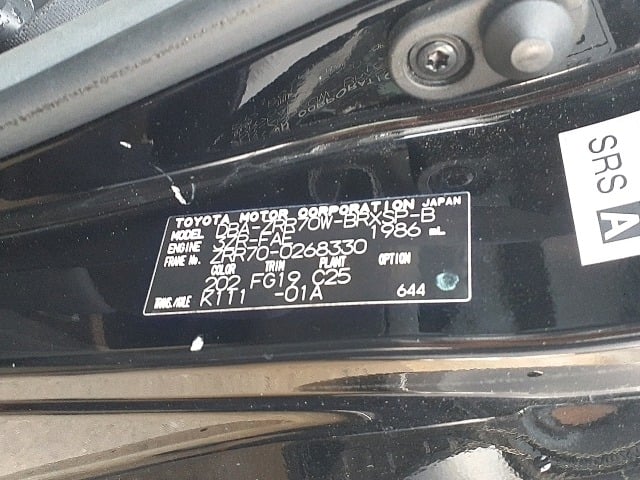 TOYOTA MOTOR CORPORATION JAPAN
MODEL DBA-ZRR70W-BRXSP-B
ENGINE 3ZR-FAE 1986 mL
FRAME No. ZRR70-0268330
COLOR TRIM PLANT OPTION
202 FG19 C25
TRANS./AXLE K111 -01A 644
SRS A